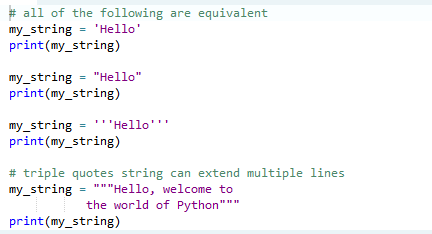 # all of the following are equivalent
my_string = 'Hello'
print(my_string)

my_string = "Hello"
print(my_string)

my_string = '''Hello'''
print(my_string)

# triple quotes string can extend multiple lines
my_string = """Hello, welcome to
           the world of Python"""
print(my_string)